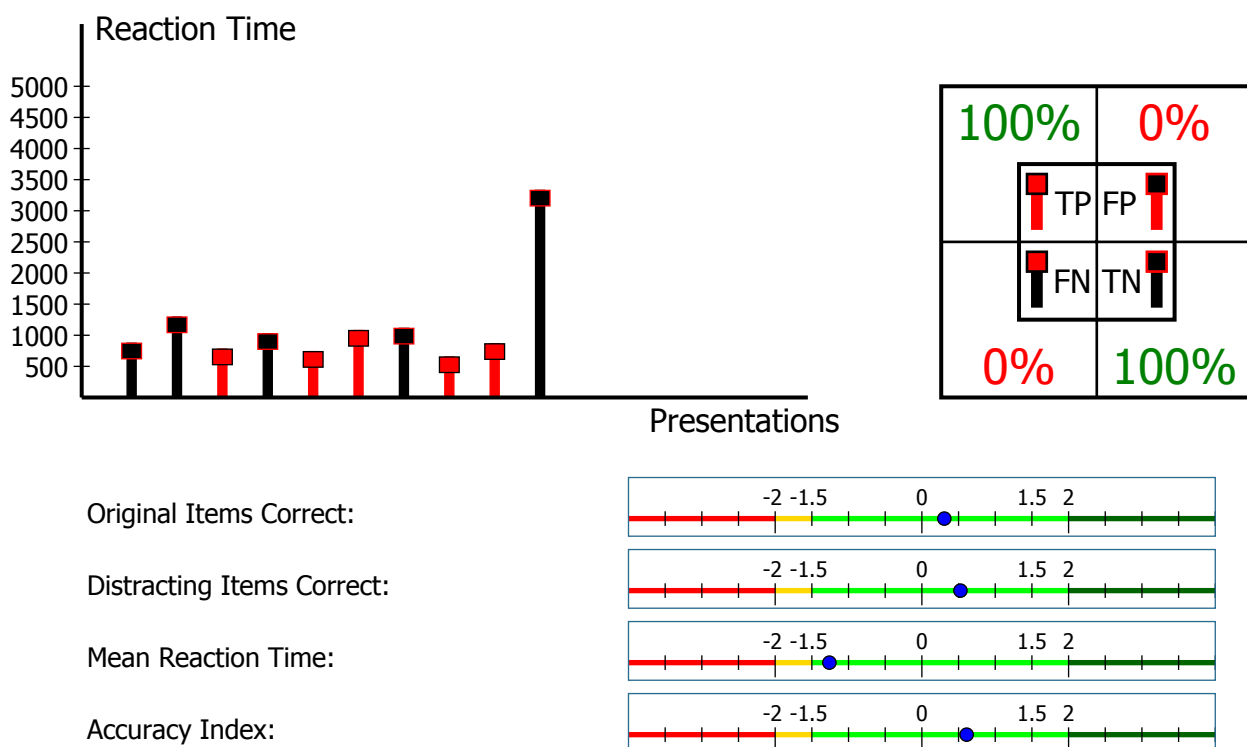 Reaction Time
5000
4500
4000
3500
3000
2500
2000
1500
1000
500
Presentations
100% 0%
TP FP
FN TN
0% 100%
Original Items Correct:
-2 -1.5 0 1.5 2
Distracting Items Correct:
-2 -1.5 0 1.5 2
Mean Reaction Time:
-2 -1.5 0 1.5 2
Accuracy Index:
-2 -1.5 0 1.5 2